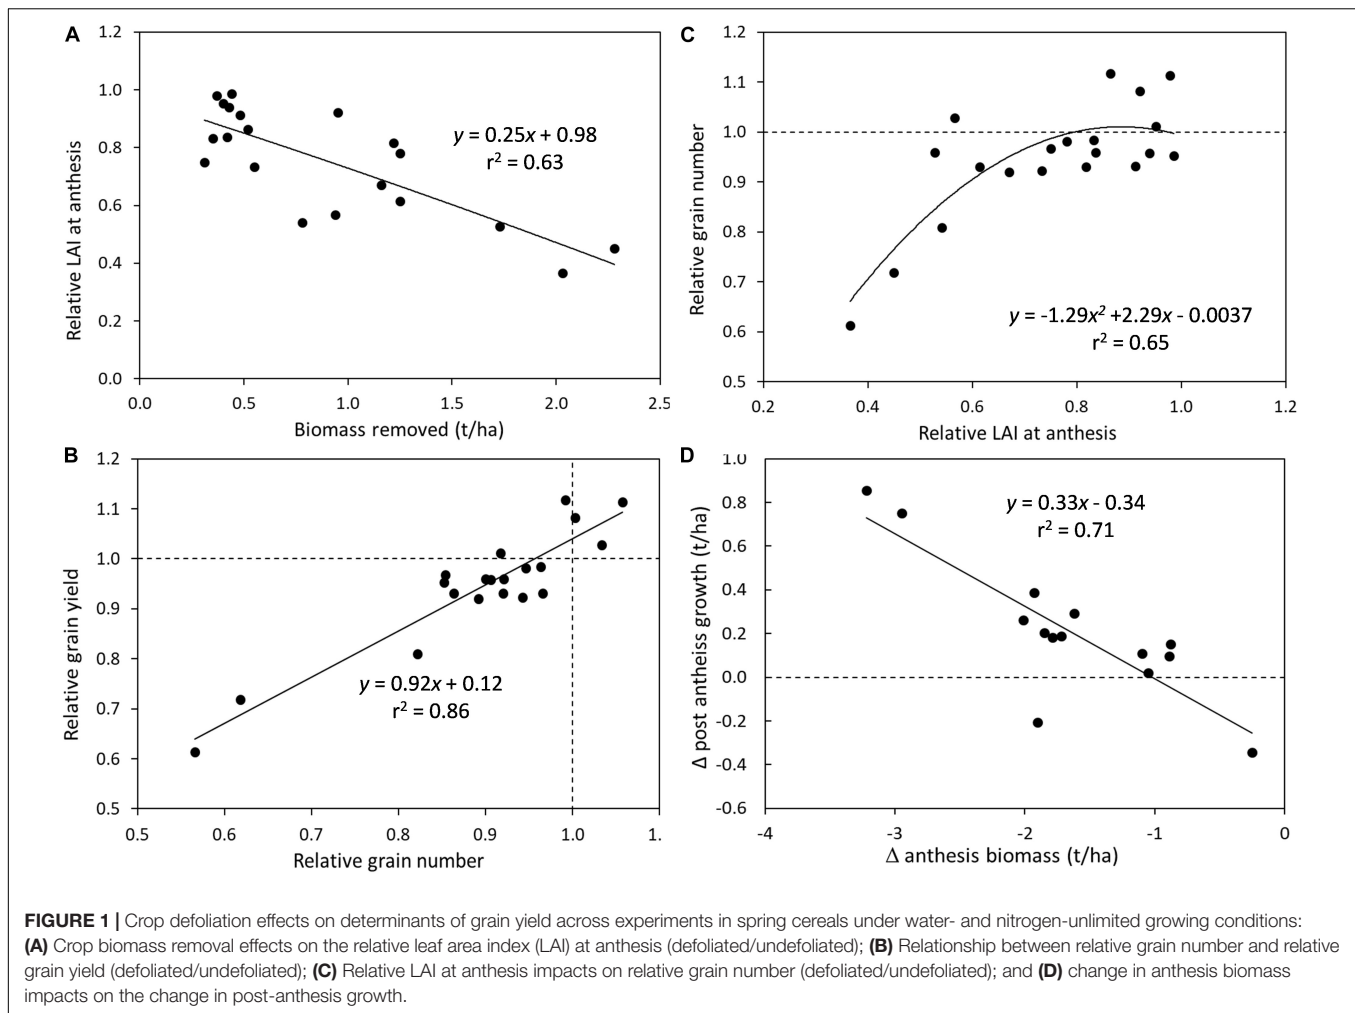 A
1.2
1.0
0.8
0.6
0.4
0.2
0.0
Relative LAI at anthesis
y = 0.25x + 0.98
r² = 0.63
0.0 0.5 1.0 1.5 2.0 2.5
Biomass removed (t/ha)
C
1.2
1.1
1.0
0.9
0.8
0.7
0.6
0.5
Relative grain number
y = -1.29x² +2.29x - 0.0037
r² = 0.65
0.2 0.4 0.6 0.8 1.0 1.2
Relative LAI at anthesis
B
1.2
1.1
1.0
0.9
0.8
0.7
0.6
0.5
Relative grain yield
y = 0.92x + 0.12
r² = 0.86
0.5 0.6 0.7 0.8 0.9 1.0 1.
Relative grain number
D
1.0
0.8
0.6
0.4
0.2
0.0
-0.2
-0.4
-0.6
Δ post antheiss growth (t/ha)
y = 0.33x - 0.34
r² = 0.71
-4 -3 -2 -1 0
Δ anthesis biomass (t/ha)
FIGURE 1 | Crop defoliation effects on determinants of grain yield across experiments in spring cereals under water- and nitrogen-unlimited growing conditions:
(A) Crop biomass removal effects on the relative leaf area index (LAI) at anthesis (defoliated/undefoliated); (B) Relationship between relative grain number and relative
grain yield (defoliated/undefoliated); (C) Relative LAI at anthesis impacts on relative grain number (defoliated/undefoliated); and (D) change in anthesis biomass
impacts on the change in post-anthesis growth.